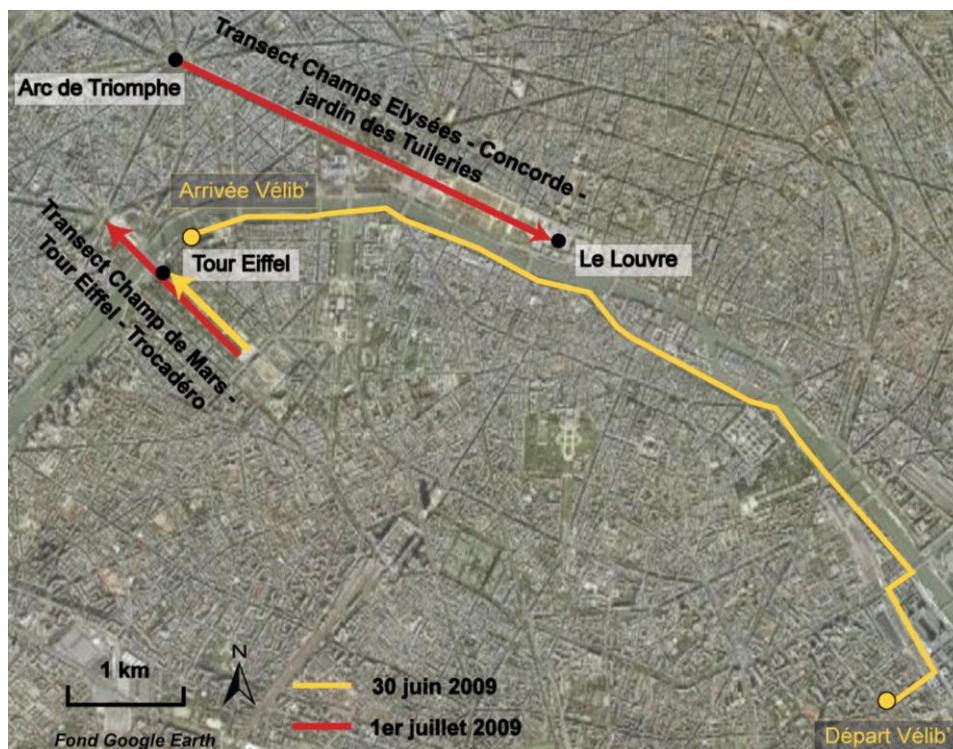 Transect Champs Elysées - Concorde -
jardin des Tuileries
Arc de Triomphe
Arrivée Vélib'
Transect Champ de Mars -
Tour Eiffel - Trocadéro
Tour Eiffel
Le Louvre
1 km
N
30 juin 2009
1er juillet 2009
Fond Google Earth
Départ Vélib'